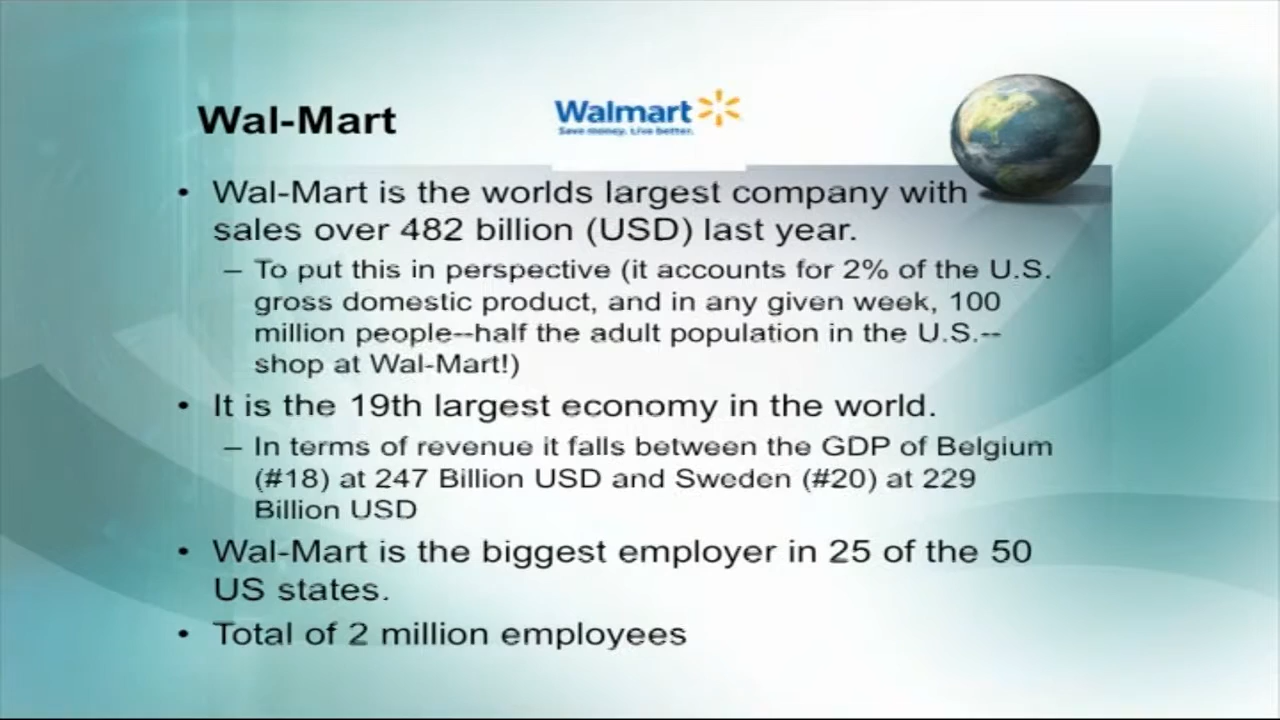 Wal-Mart
Walmart
Save money. Live better.
• Wal-Mart is the worlds largest company with
sales over 482 billion (USD) last year.
– To put this in perspective (it accounts for 2% of the U.S.
gross domestic product, and in any given week, 100
million people--half the adult population in the U.S.--
shop at Wal-Mart!)
• It is the 19th largest economy in the world.
– In terms of revenue it falls between the GDP of Belgium
(#18) at 247 Billion USD and Sweden (#20) at 229
Billion USD
• Wal-Mart is the biggest employer in 25 of the 50
US states.
• Total of 2 million employees